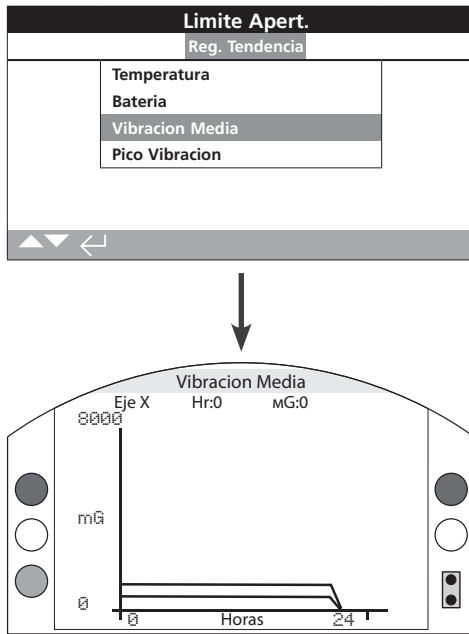 Limite Apert.
Reg. Tendencia
Temperatura
Bateria
Vibracion Media
Pico Vibracion
Vibracion Media
Eje X Hr:0 мG:0
8000
mG
0
0 Horas 24